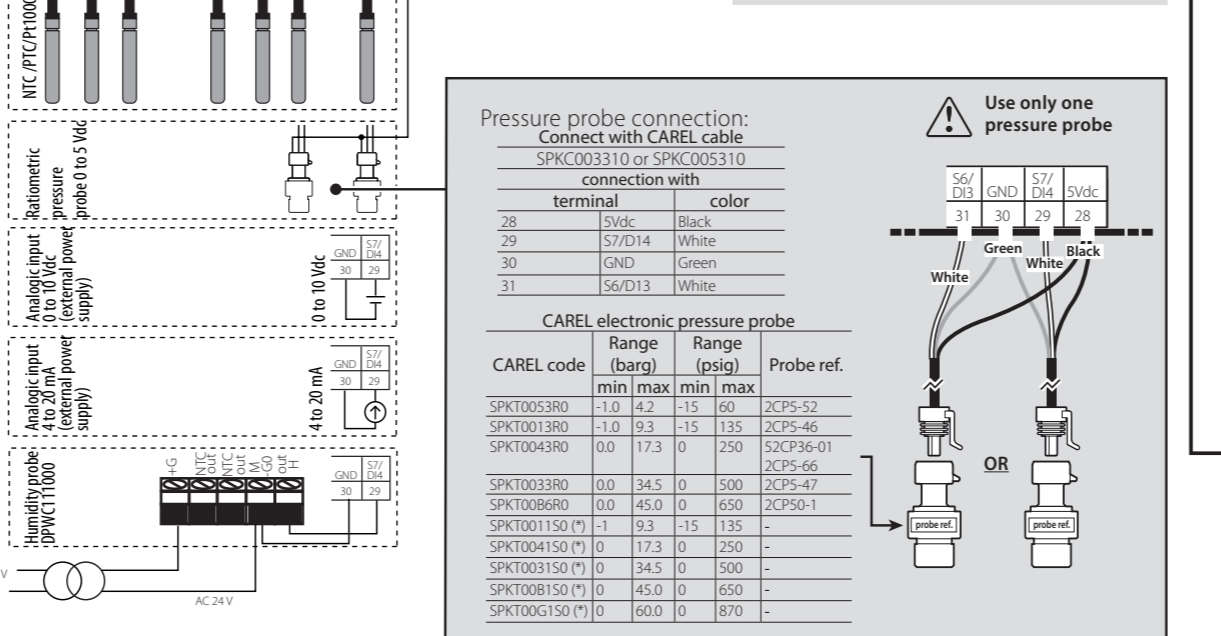 NTC /PTC/Pt1000
Ratiometric
pressure
probe 0 to 5 Vdc
Analogic input
0 to 10 Vdc
(external power
supply)
0 to 10 Vdc
GND S7/
DI4
30 29
Analogic input
4 to 20 mA
(external power
supply)
4 to 20 mA
GND S7/
DI4
30 29
Humidity probe
DPWC111000
+G
NTC
out
NTC
out
M
-G0
out
H
GND S7/
DI4
30 29
V
AC 24 V
Pressure probe connection:
Connect with CAREL cable
SPKC003310 or SPKC005310
connection with
terminal color
28 5Vdc Black
29 S7/D14 White
30 GND Green
31 S6/D13 White
CAREL electronic pressure probe
CAREL code Range (barg) Range (psig) Probe ref.
min max min max
SPKT0053R0 -1.0 4.2 -15 60 2CP5-52
SPKT0013R0 -1.0 9.3 -15 135 2CP5-46
SPKT0043R0 0.0 17.3 0 250 52CP36-01
2CP5-66
SPKT0033R0 0.0 34.5 0 500 2CP5-47
SPKT00B6R0 0.0 45.0 0 650 2CP50-1
SPKT0011S0 (*) -1 9.3 -15 135 -
SPKT0041S0 (*) 0 17.3 0 250 -
SPKT0031S0 (*) 0 34.5 0 500 -
SPKT00B1S0 (*) 0 45.0 0 650 -
SPKT00G1S0 (*) 0 60.0 0 870 -
Use only one
pressure probe
S6/
DI3 GND S7/
DI4 5Vdc
31 30 29 28
Green
White
Black
White
OR
probe ref.
probe ref.